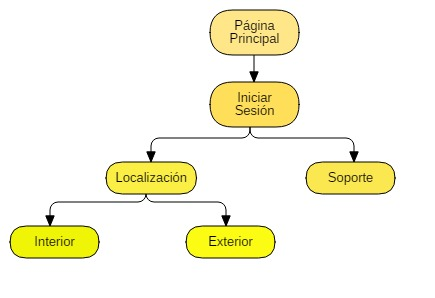 Página
Principal
Iniciar
Sesión
Localización
Soporte
Interior
Exterior